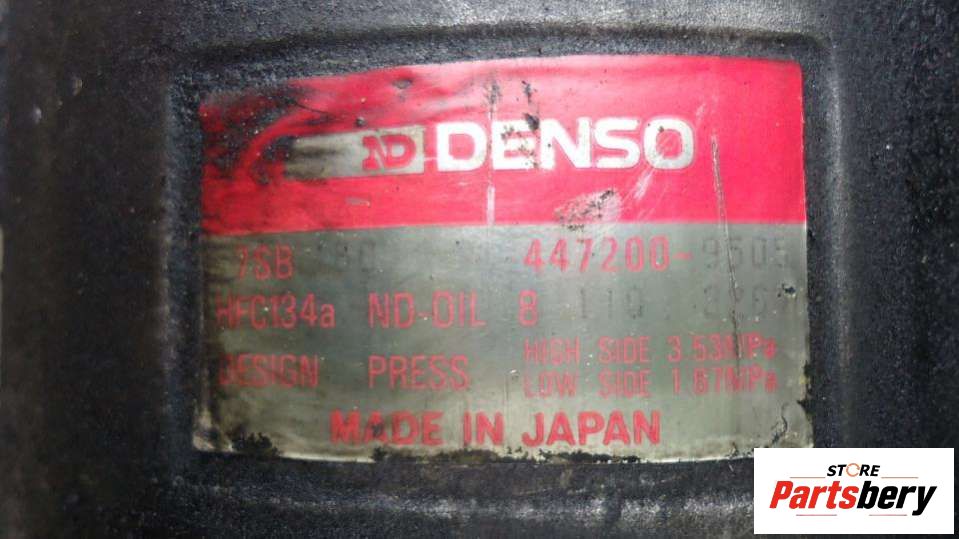 ND DENSO
7SB 447200-
HFC134a ND-OIL 8 110
DESIGN PRESS HIGH SIDE 3.53MPa
LOW SIDE 1.67MPa
MADE IN JAPAN
STORE
Partsbery